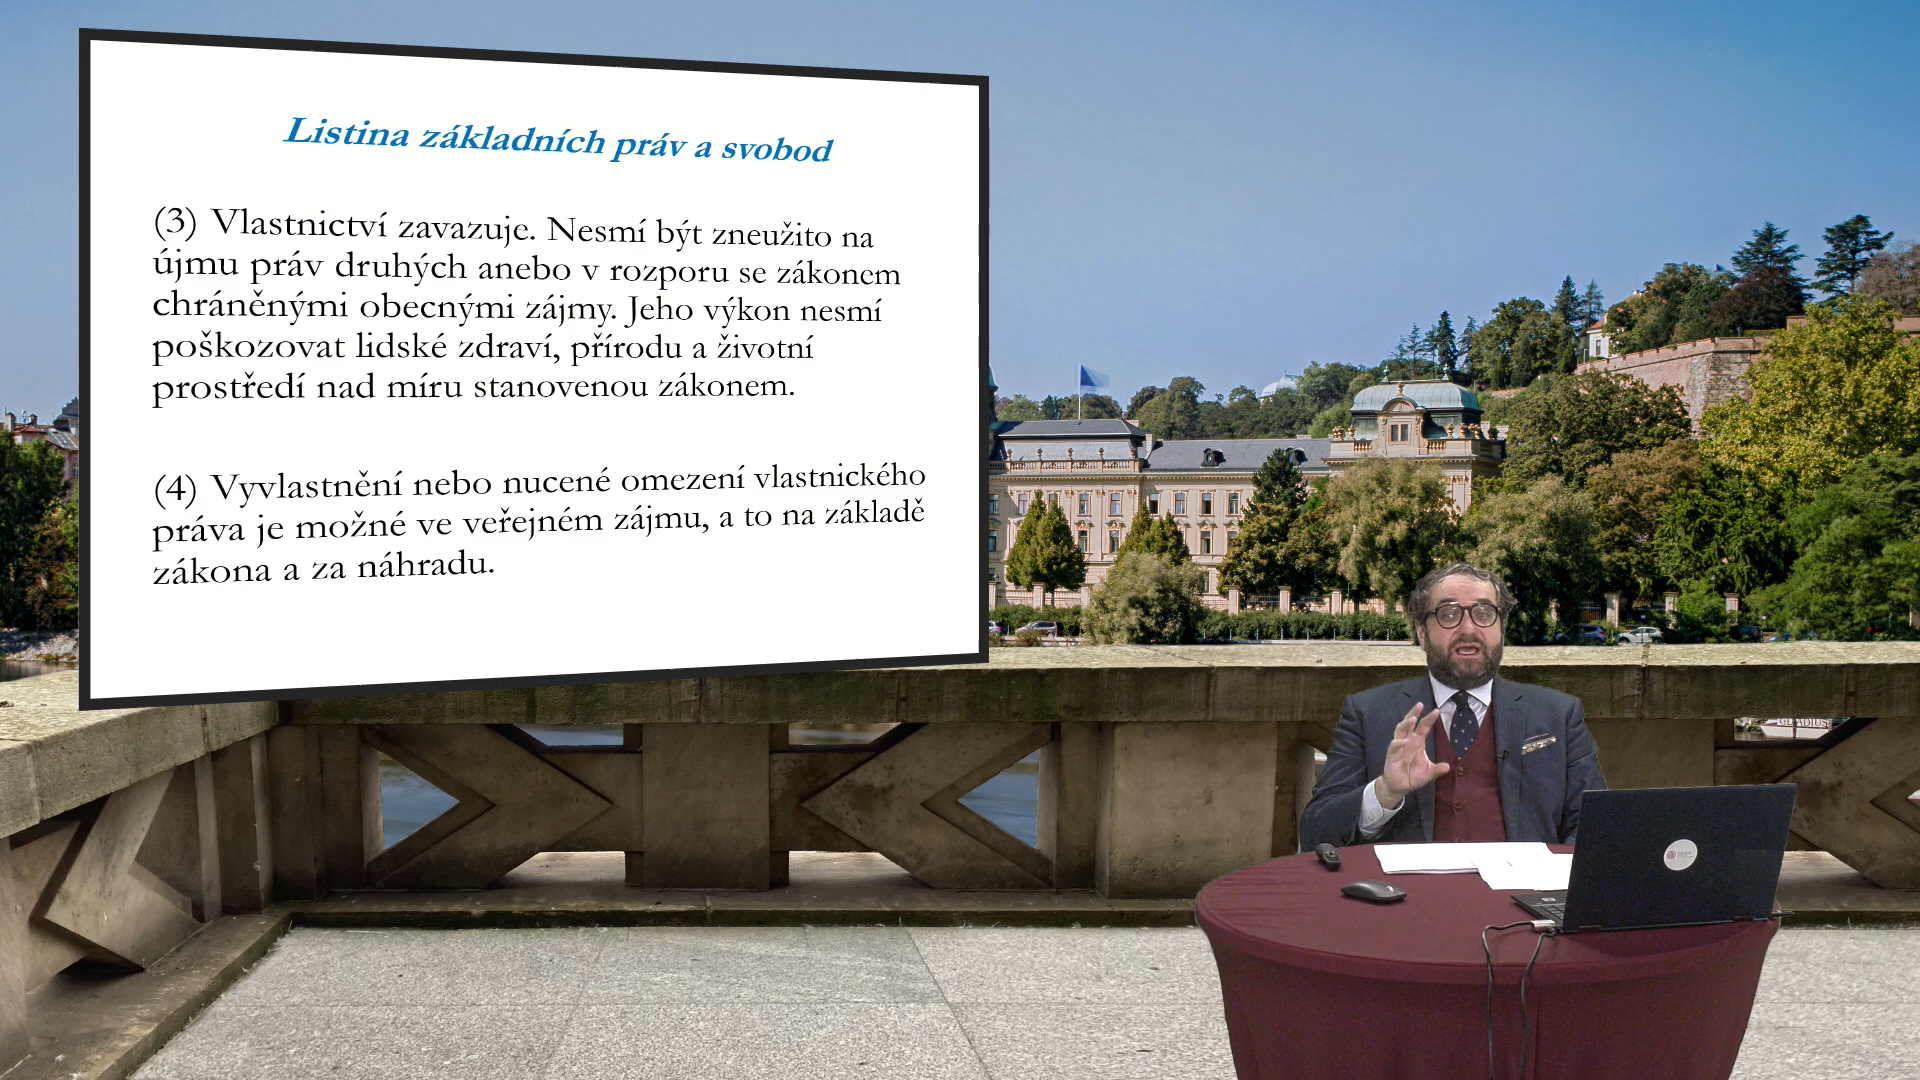 Listina základních práv a svobod
(3) Vlastnictví zavazuje. Nesmí být zneužito na
újmu práv druhých anebo v rozporu se zákonem
chráněnými obecnými zájmy. Jeho výkon nesmí
poškozovat lidské zdraví, přírodu a životní
prostředí nad míru stanovenou zákonem.
(4) Vyvlastnění nebo nucené omezení vlastnického
práva je možné ve veřejném zájmu, a to na základě
zákona a za náhradu.